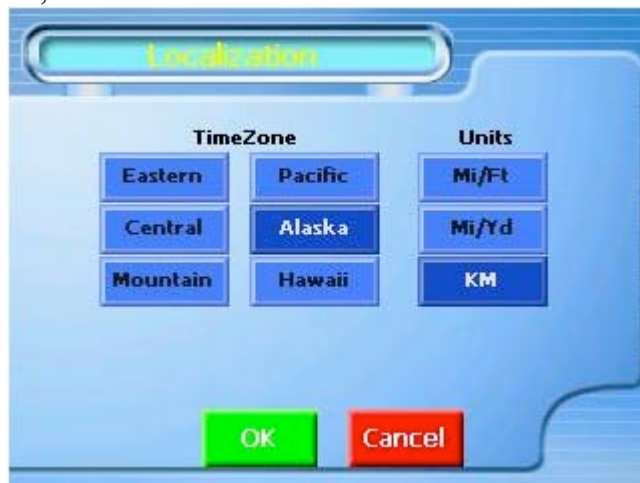 Localization
TimeZone Units
Eastern Pacific Mi/Ft
Central Alaska Mi/Yd
Mountain Hawaii KM
OK Cancel